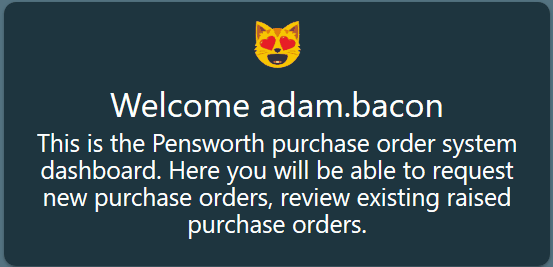 Welcome adam.bacon
This is the Pensworth purchase order system
dashboard. Here you will be able to request
new purchase orders, review existing raised
purchase orders.